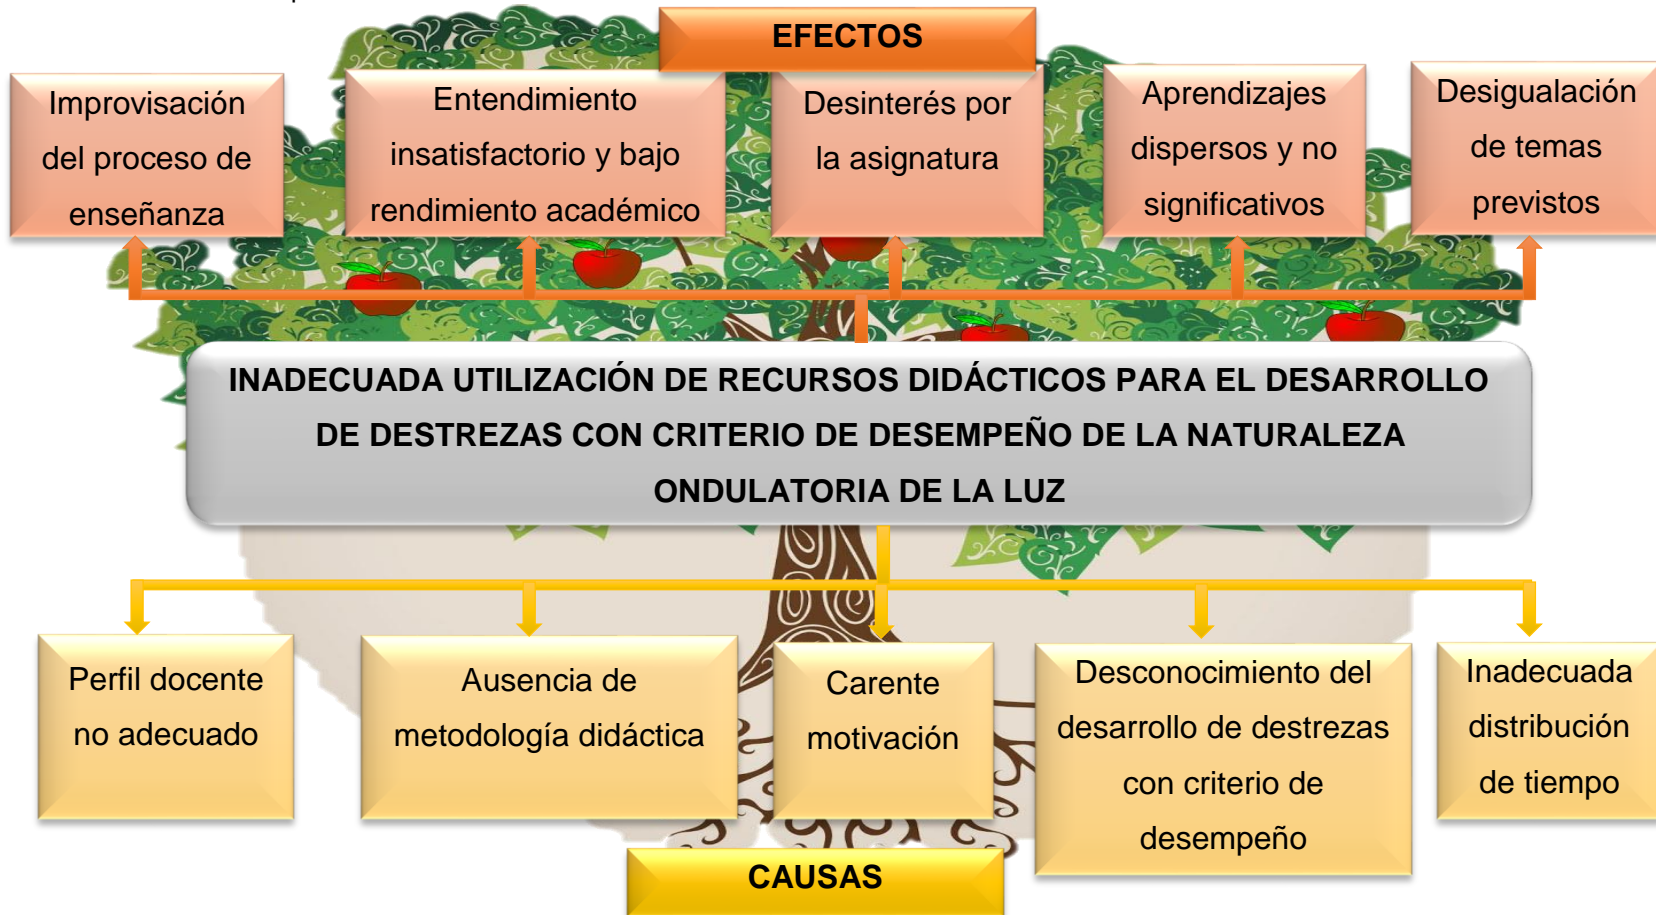 EFECTOS
Improvisación
del proceso de
enseñanza
Entendimiento
insatisfactorio y bajo
rendimiento académico
Desinterés por
la asignatura
Aprendizajes
dispersos y no
significativos
Desigualación
de temas
previstos
INADECUADA UTILIZACIÓN DE RECURSOS DIDÁCTICOS PARA EL DESARROLLO
DE DESTREZAS CON CRITERIO DE DESEMPEÑO DE LA NATURALEZA
ONDULATORIA DE LA LUZ
Perfil docente
no adecuado
Ausencia de
metodología didáctica
Carente
motivación
Desconocimiento del
desarrollo de destrezas
con criterio de
desempeño
Inadecuada
distribución
de tiempo
CAUSAS